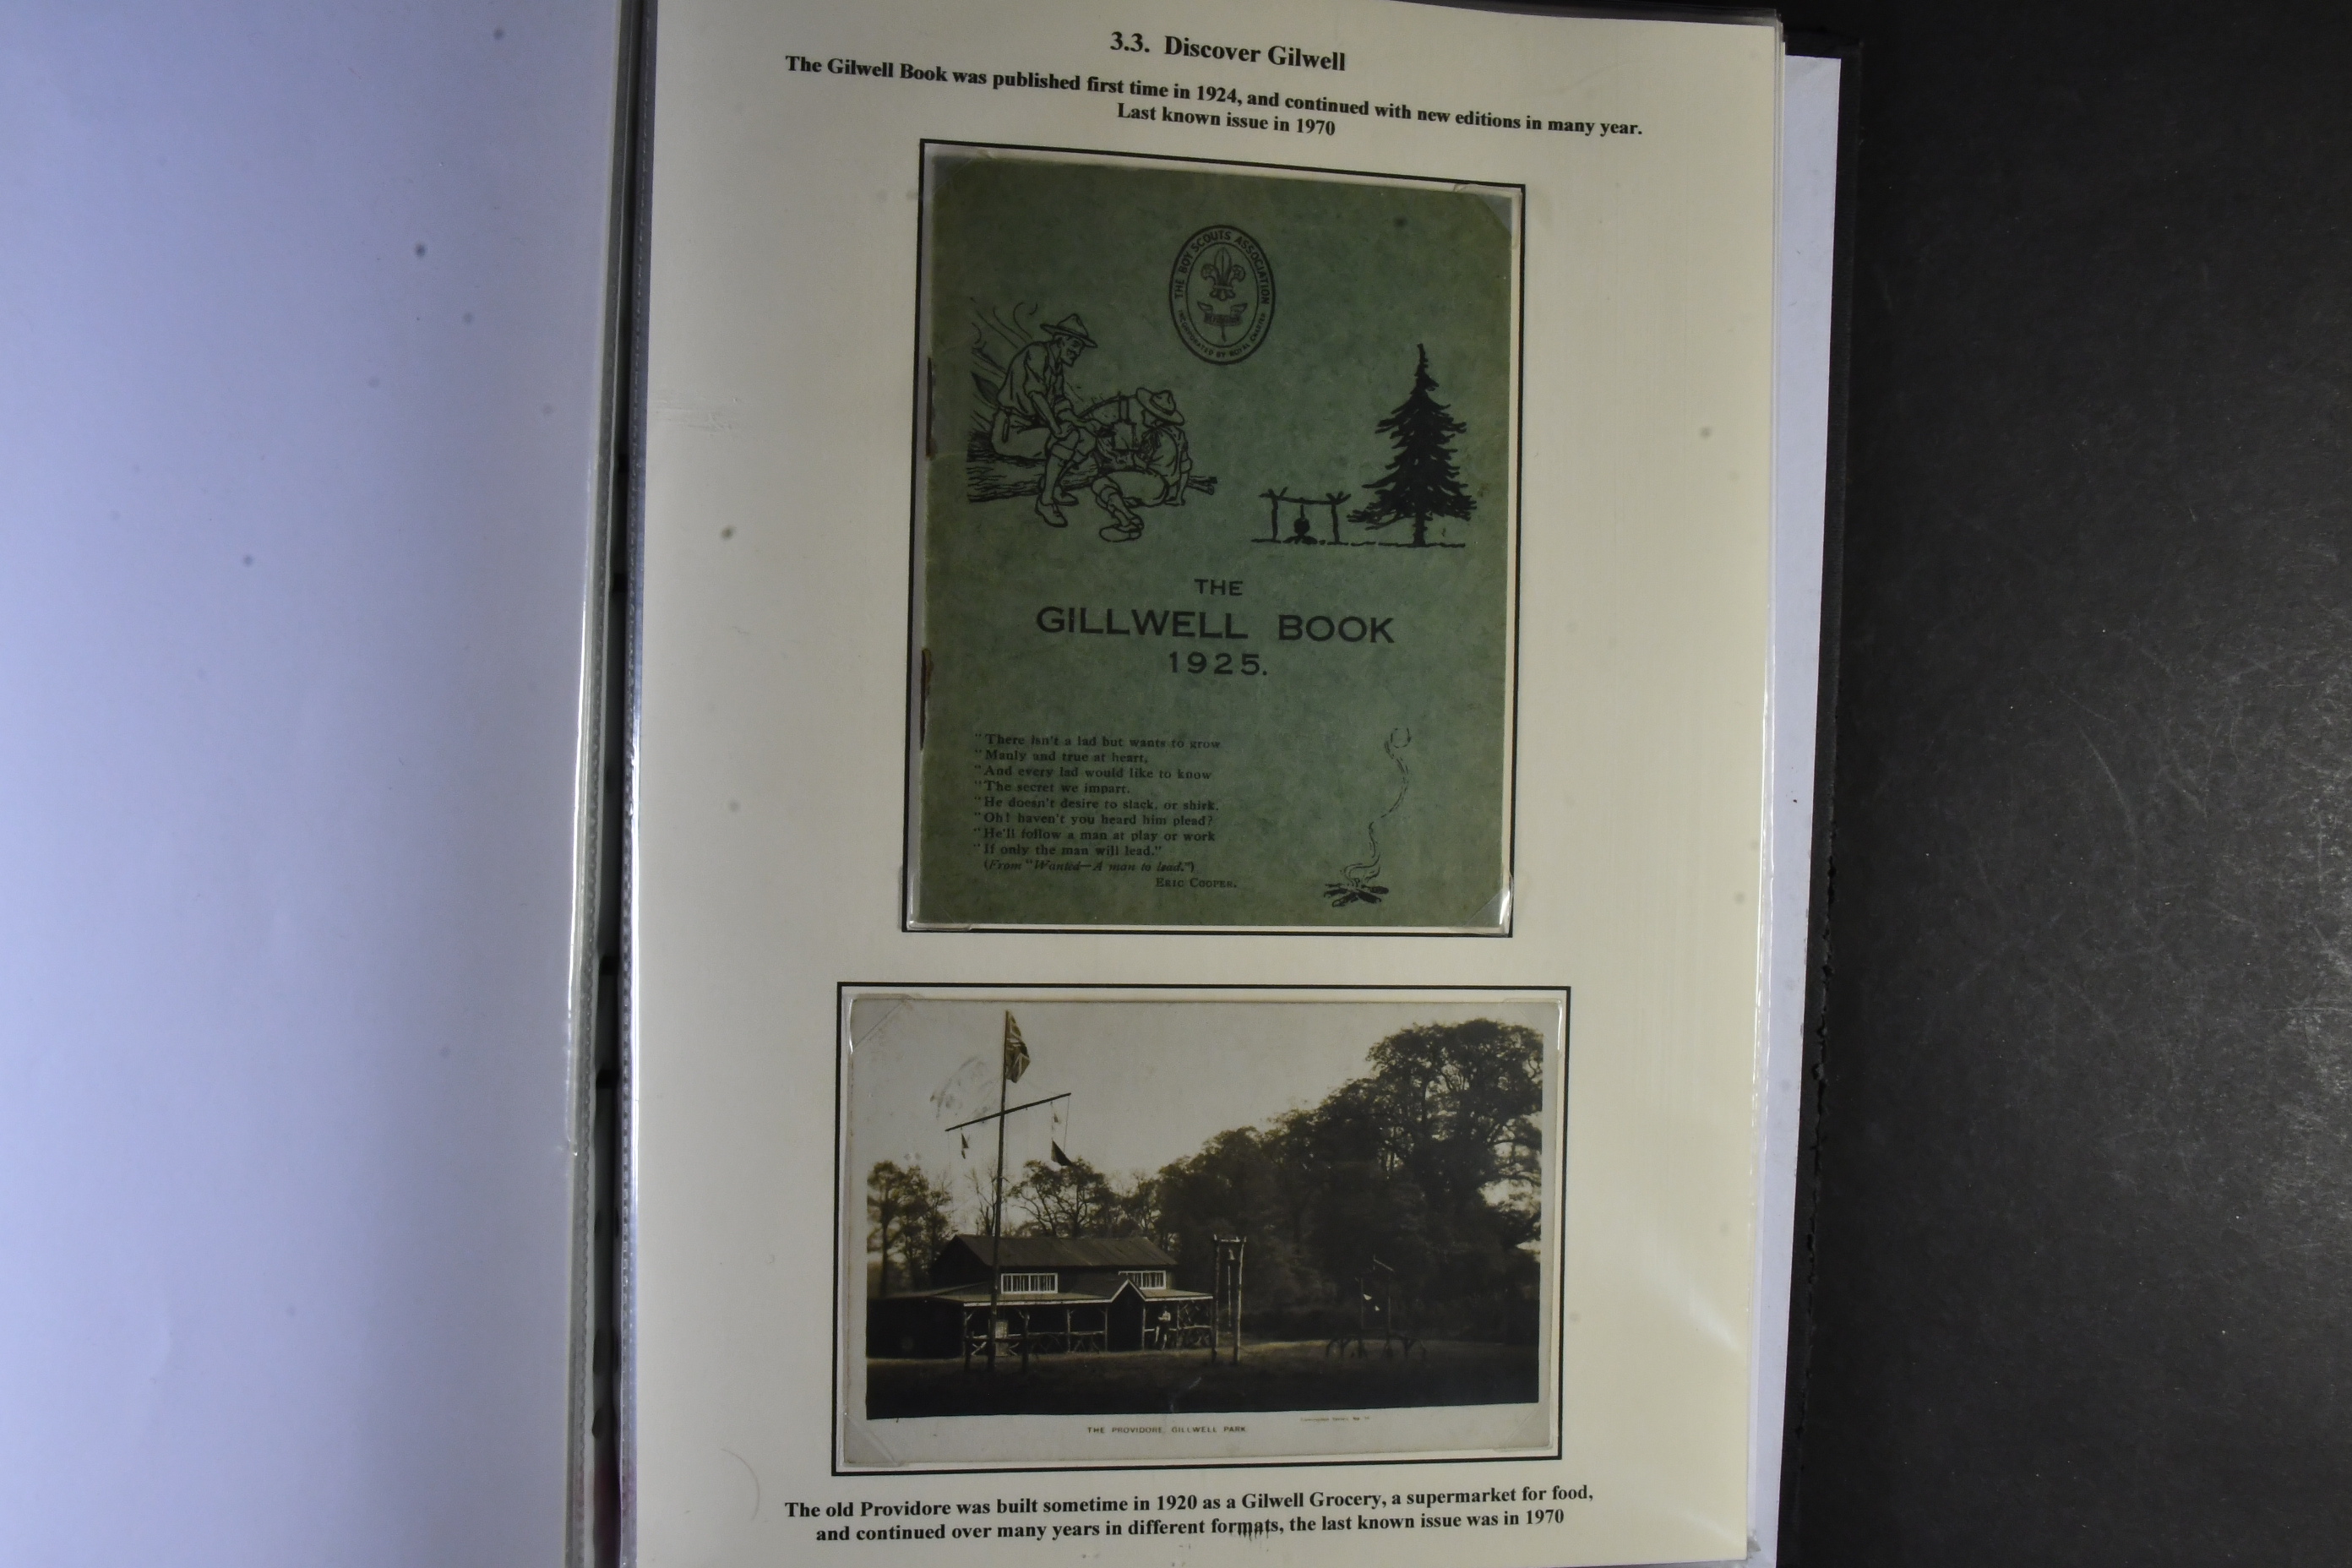 3.3. Discover Gilwell
The Gilwell Book was published first time in 1924, and continued with new editions in many year.
Last known issue in 1970
THE BOY SCOUTS ASSOCIATION
INCORPORATED BY ROYAL CHARTER
THE
GILLWELL BOOK
1925.
"There isn't a lad but wants to grow
"Manly and true at heart,
"And every lad would like to know
"The secret we impart.
"He doesn't desire to slack, or shirk,
"Oh! haven't you heard him plead?
"He'll follow a man at play or work
"If only the man will lead."
(From "Wanted—A man to lead.")
ERIC COOPER.
THE PROVIDORE, GILLWELL PARK
The old Providore was built sometime in 1920 as a Gilwell Grocery, a supermarket for food,
and continued over many years in different formats, the last known issue was in 1970